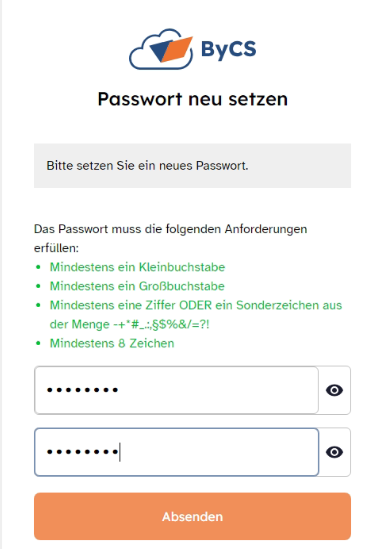 ByCS
Passwort neu setzen
Bitte setzen Sie ein neues Passwort.
Das Passwort muss die folgenden Anforderungen
erfüllen:
• Mindestens ein Kleinbuchstabe
• Mindestens ein Großbuchstabe
• Mindestens eine Ziffer ODER ein Sonderzeichen aus
der Menge -+*#_.:,§$%&/=?!
• Mindestens 8 Zeichen
••••••••
••••••••
Absenden